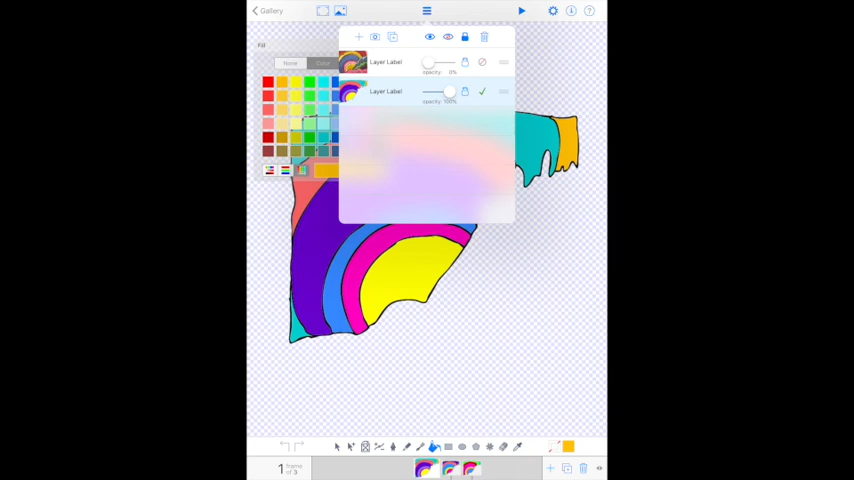 Gallery
Fill
None Color
Layer Label
opacity: 0%
Layer Label
opacity: 100%
1 frame of 3